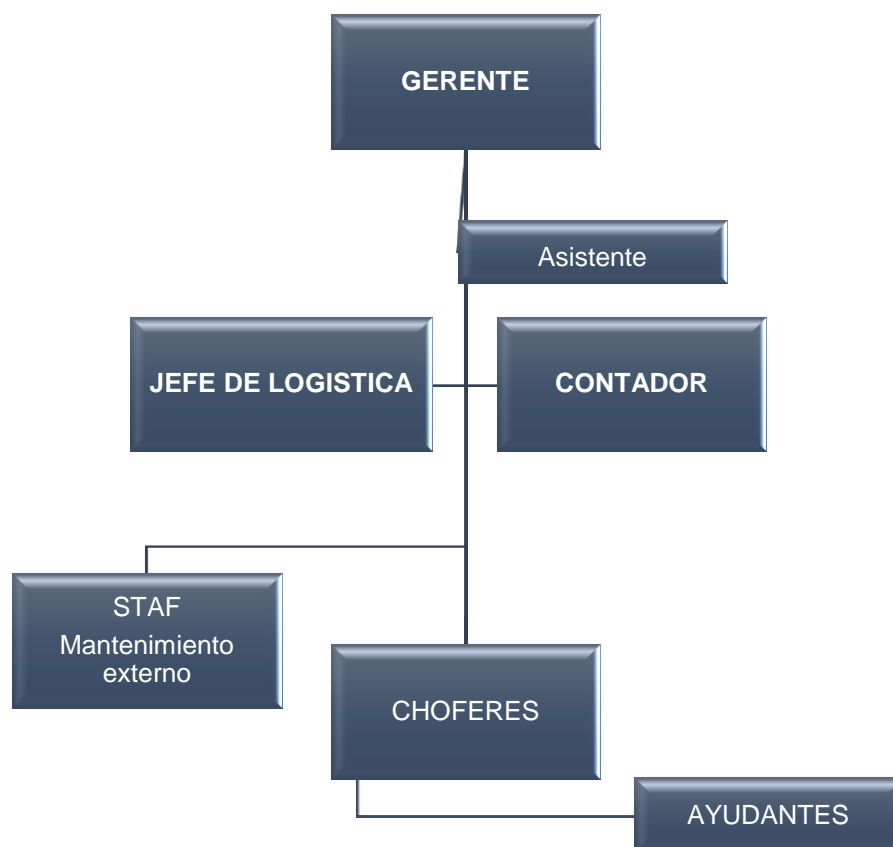 GERENTE
Asistente
JEFE DE LOGISTICA
CONTADOR
STAF
Mantenimiento
externo
CHOFERES
AYUDANTES